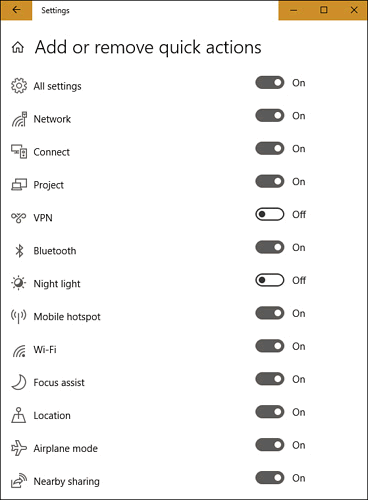 Settings
Add or remove quick actions
All settings On
Network On
Connect On
Project On
VPN Off
Bluetooth On
Night light Off
Mobile hotspot On
Wi-Fi On
Focus assist On
Location On
Airplane mode On
Nearby sharing On